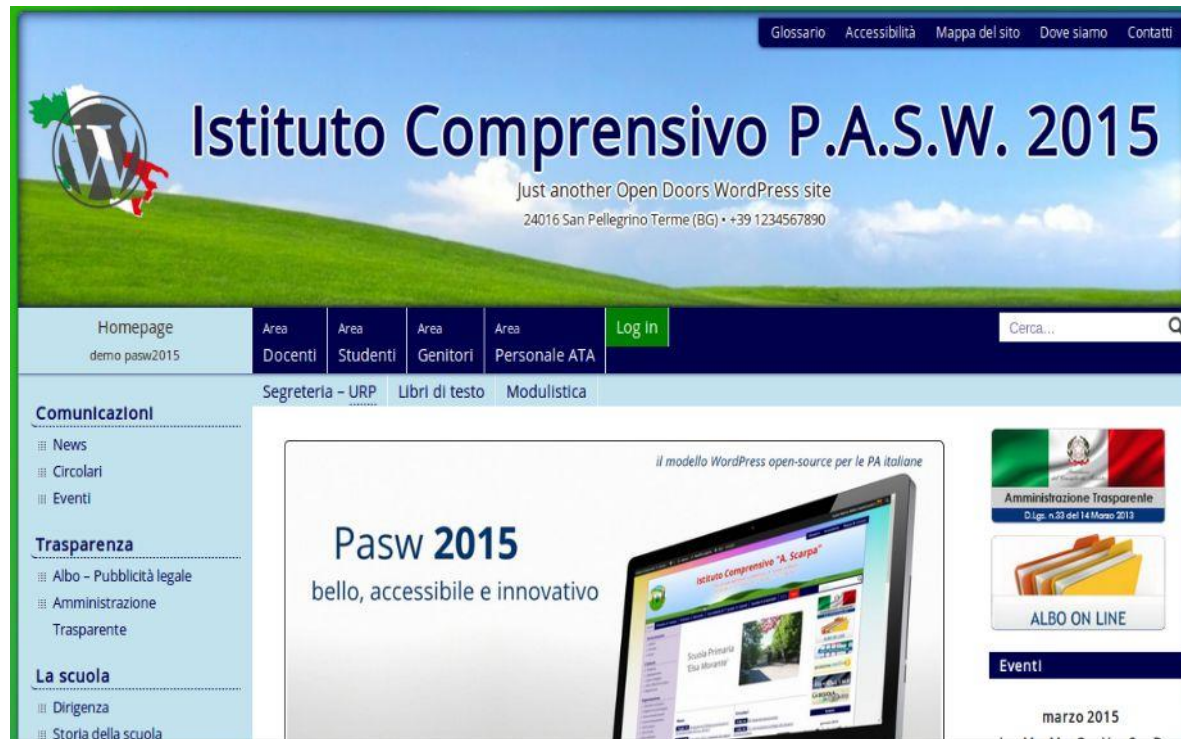 Glossario Accessibilità Mappa del sito Dove siamo Contatti
Istituto Comprensivo P.A.S.W. 2015
Just another Open Doors WordPress site
24016 San Pellegrino Terme (BG) • +39 1234567890
Homepage
demo pasw2015
Area Docenti
Area Studenti
Area Genitori
Area Personale ATA
Log in
Cerca...
Segreteria – URP Libri di testo Modulistica
Comunicazioni
News
Circolari
Eventi
Trasparenza
Albo – Pubblicità legale
Amministrazione
Trasparente
La scuola
Dirigenza
Storia della scuola
il modello WordPress open-source per le PA italiane
Pasw 2015
bello, accessibile e innovativo
Istituto Comprensivo "A. Scarpa"
Scuola Primaria
"Elsa Morante"
Amministrazione Trasparente
D.Lgs. n.33 del 14 Marzo 2013
ALBO ON LINE
Eventi
marzo 2015